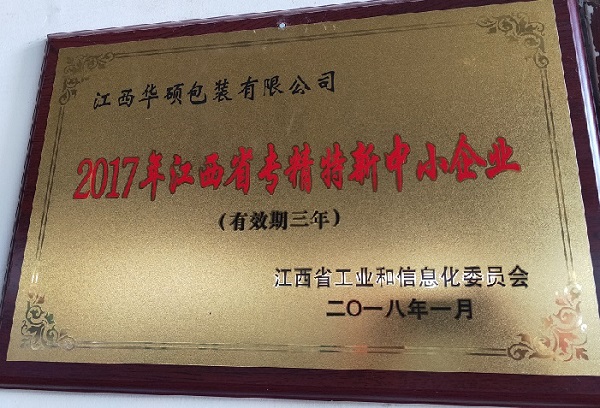 江西华硕包装有限公司
2017年江西省专精特新中小企业
（有效期三年）
江西省工业和信息化委员会
二〇一八年一月